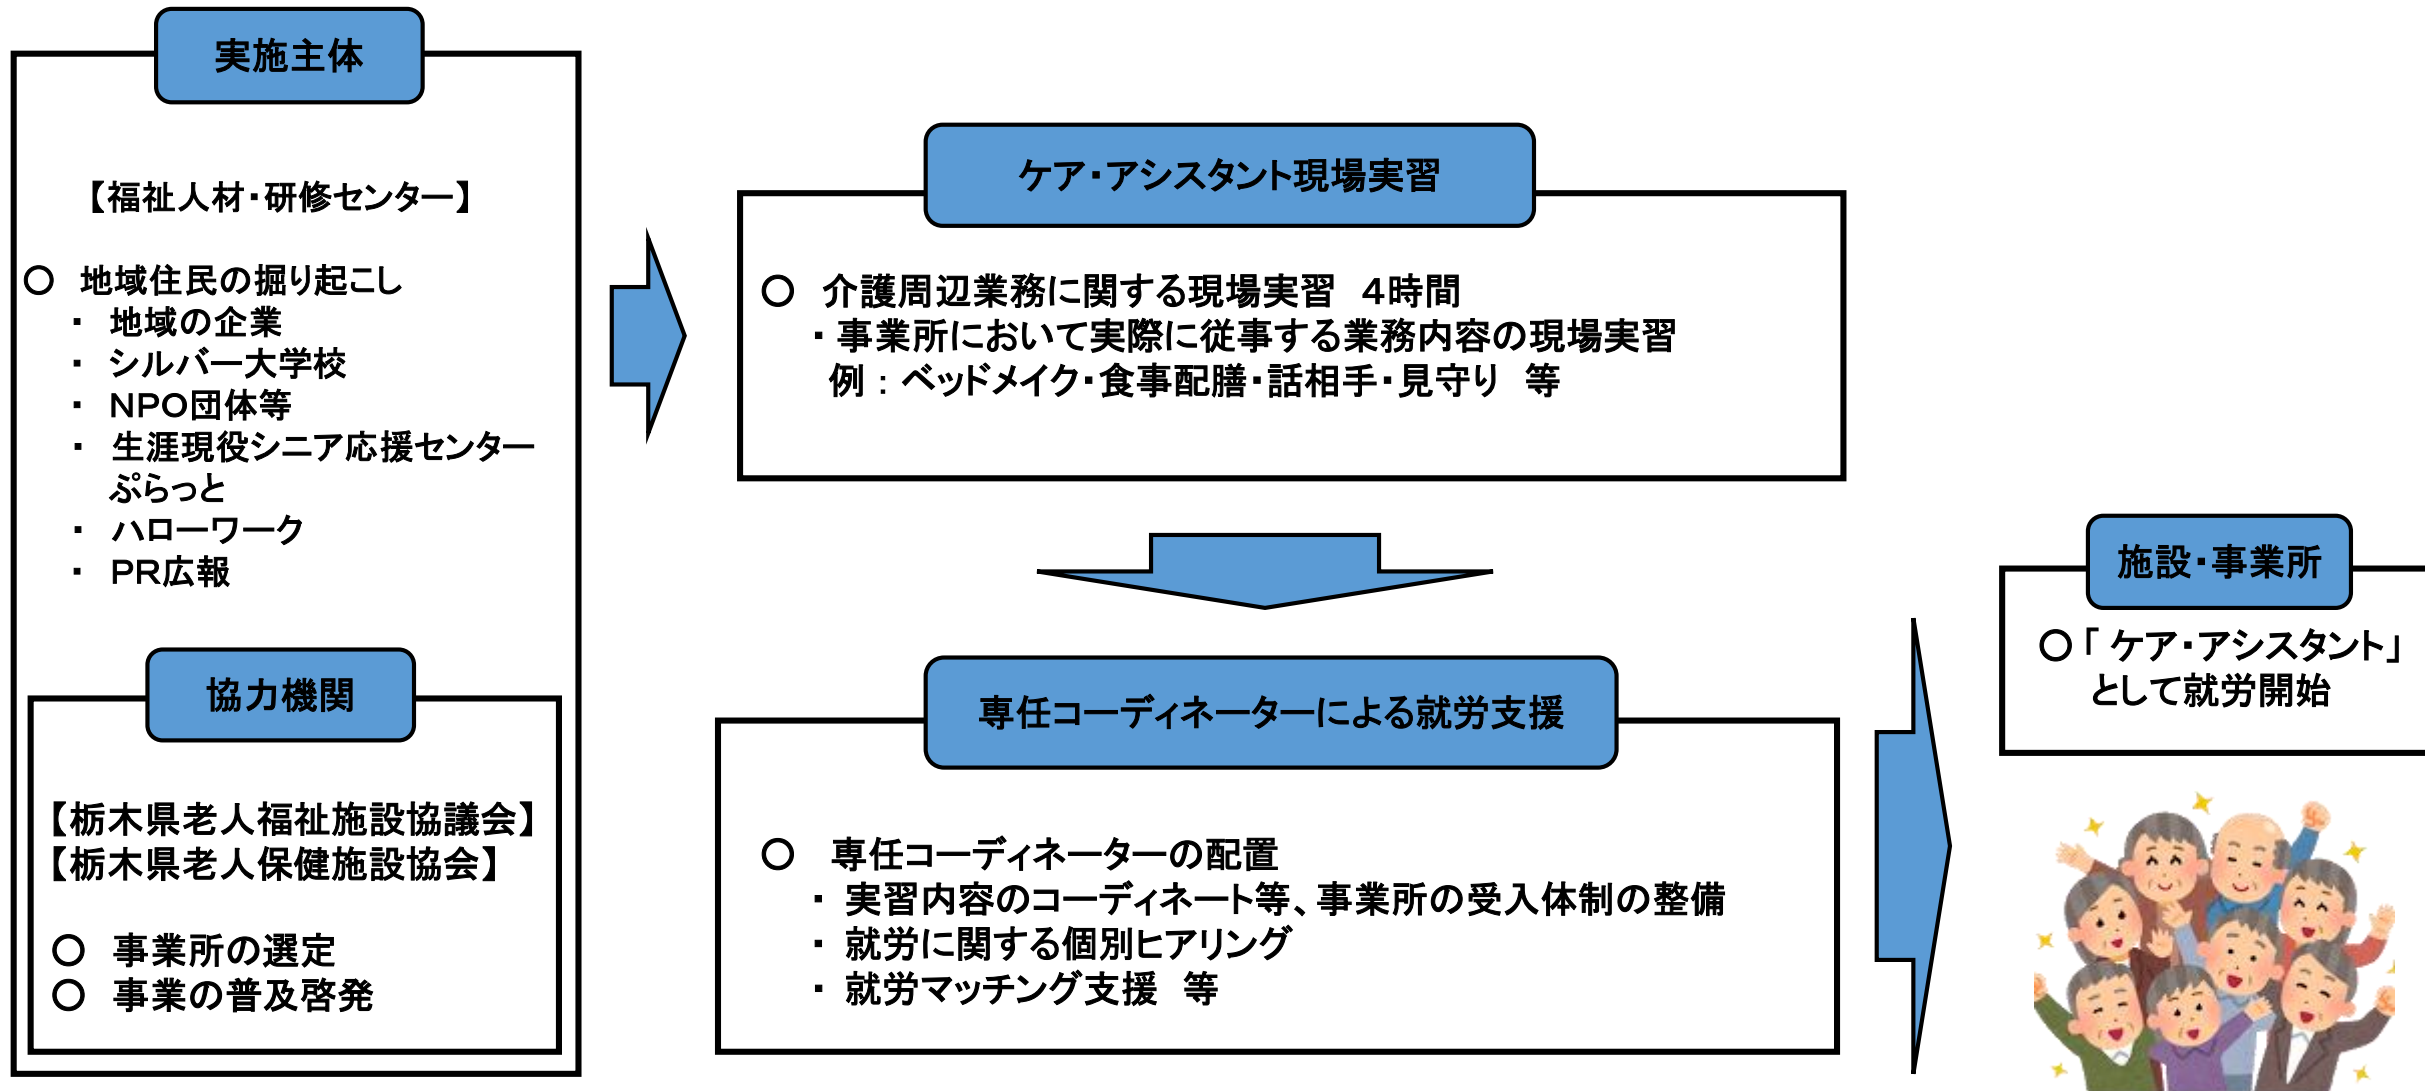 実施主体
【福祉人材・研修センター】
○ 地域住民の掘り起こし
・ 地域の企業
・ シルバー大学校
・ NPO団体等
・ 生涯現役シニア応援センター
ぷらっと
・ ハローワーク
・ PR広報
協力機関
【栃木県老人福祉施設協議会】
【栃木県老人保健施設協会】
○ 事業所の選定
○ 事業の普及啓発
ケア・アシスタント現場実習
○ 介護周辺業務に関する現場実習 4時間
・事業所において実際に従事する業務内容の現場実習
例：ベッドメイク・食事配膳・話相手・見守り 等
専任コーディネーターによる就労支援
○ 専任コーディネーターの配置
・ 実習内容のコーディネート等、事業所の受入体制の整備
・ 就労に関する個別ヒアリング
・ 就労マッチング支援 等
施設・事業所
○「ケア・アシスタント」
として就労開始